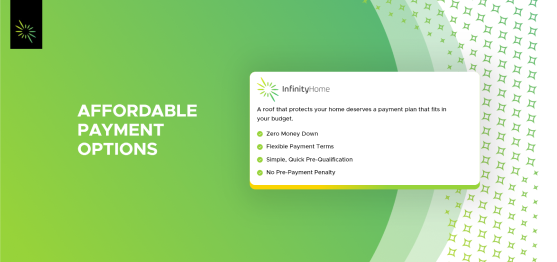 AFFORDABLE
PAYMENT
OPTIONS
InfinityHome
A roof that protects your home deserves a payment plan that fits in
your budget.
Zero Money Down
Flexible Payment Terms
Simple, Quick Pre-Qualification
No Pre-Payment Penalty